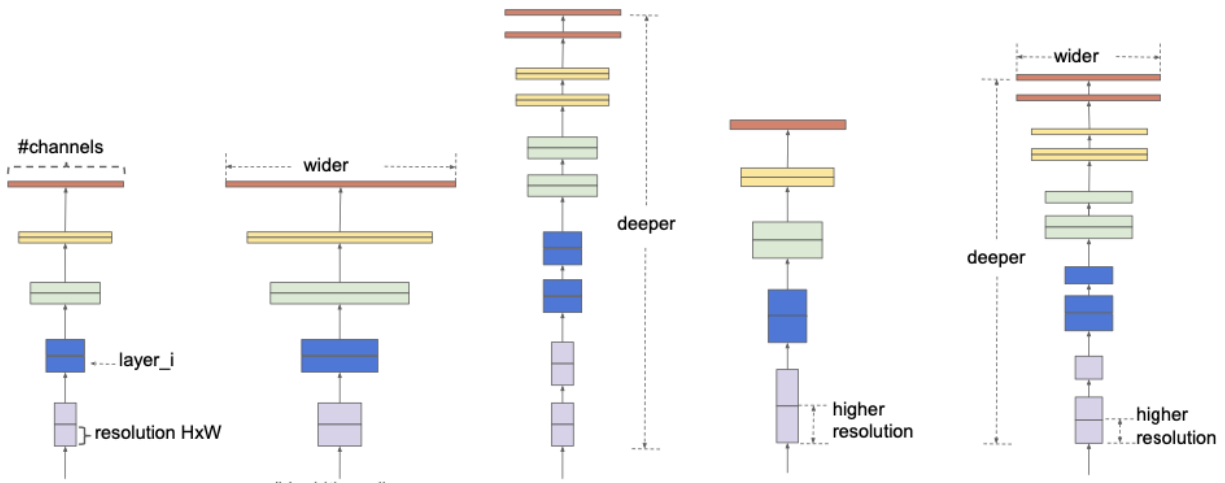 #channels
layer_i
resolution HxW
wider
deeper
higher
resolution
wider
deeper
higher
resolution